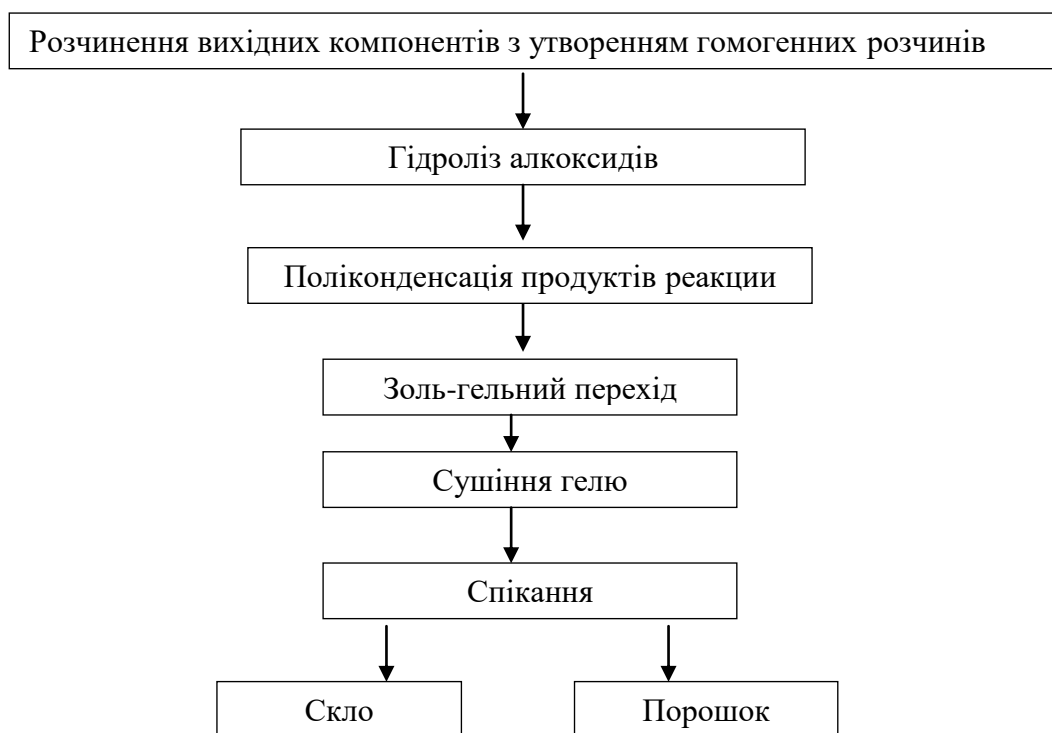 Розчинення вихідних компонентів з утворенням гомогенних розчинів
Гідроліз алкоксидів
Поліконденсація продуктів реакции
Золь-гельний перехід
Сушіння гелю
Спікання
Скло
Порошок